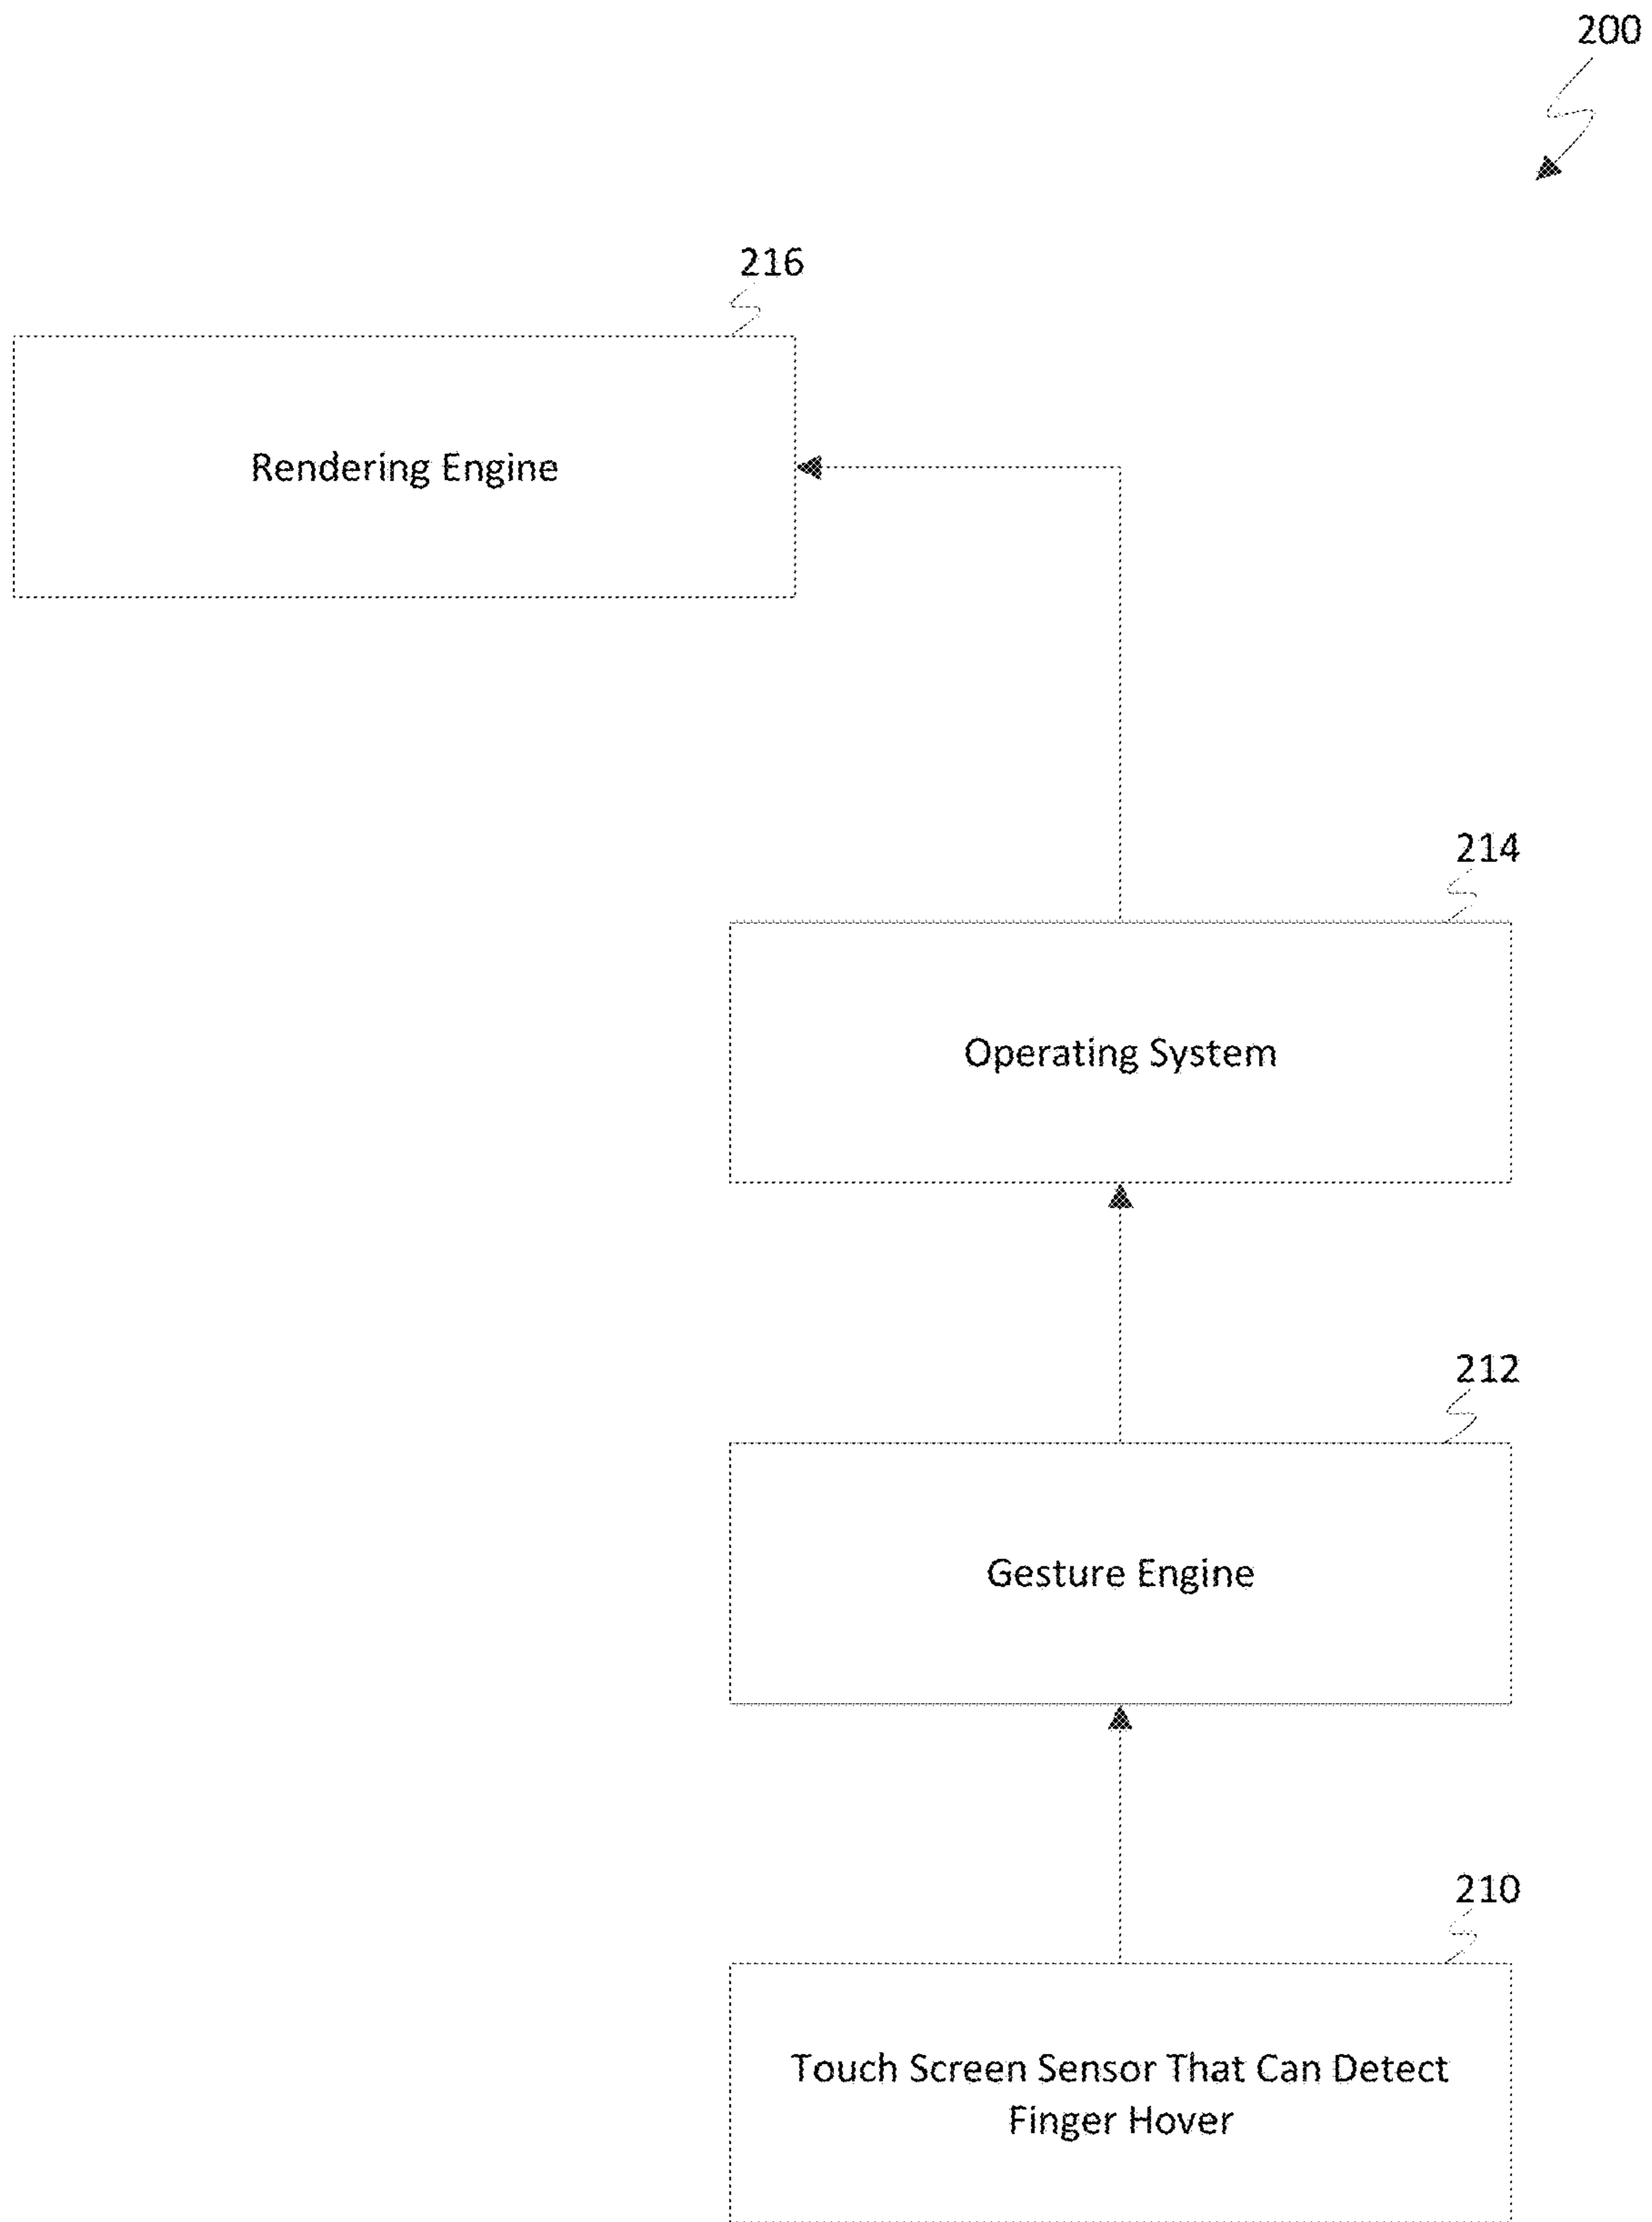 200
216
Rendering Engine
214
Operating System
212
Gesture Engine
210
Touch Screen Sensor That Can Detect
Finger Hover